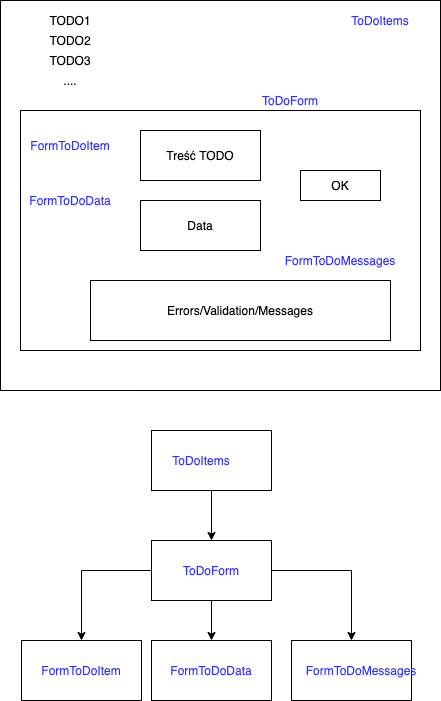 TODO1
ToDoItems
TODO2
TODO3
....
ToDoForm
FormToDoItem
Treść TODO
OK
FormToDoData
Data
FormToDoMessages
Errors/Validation/Messages
ToDoItems
ToDoForm
FormToDoItem
FormToDoData
FormToDoMessages